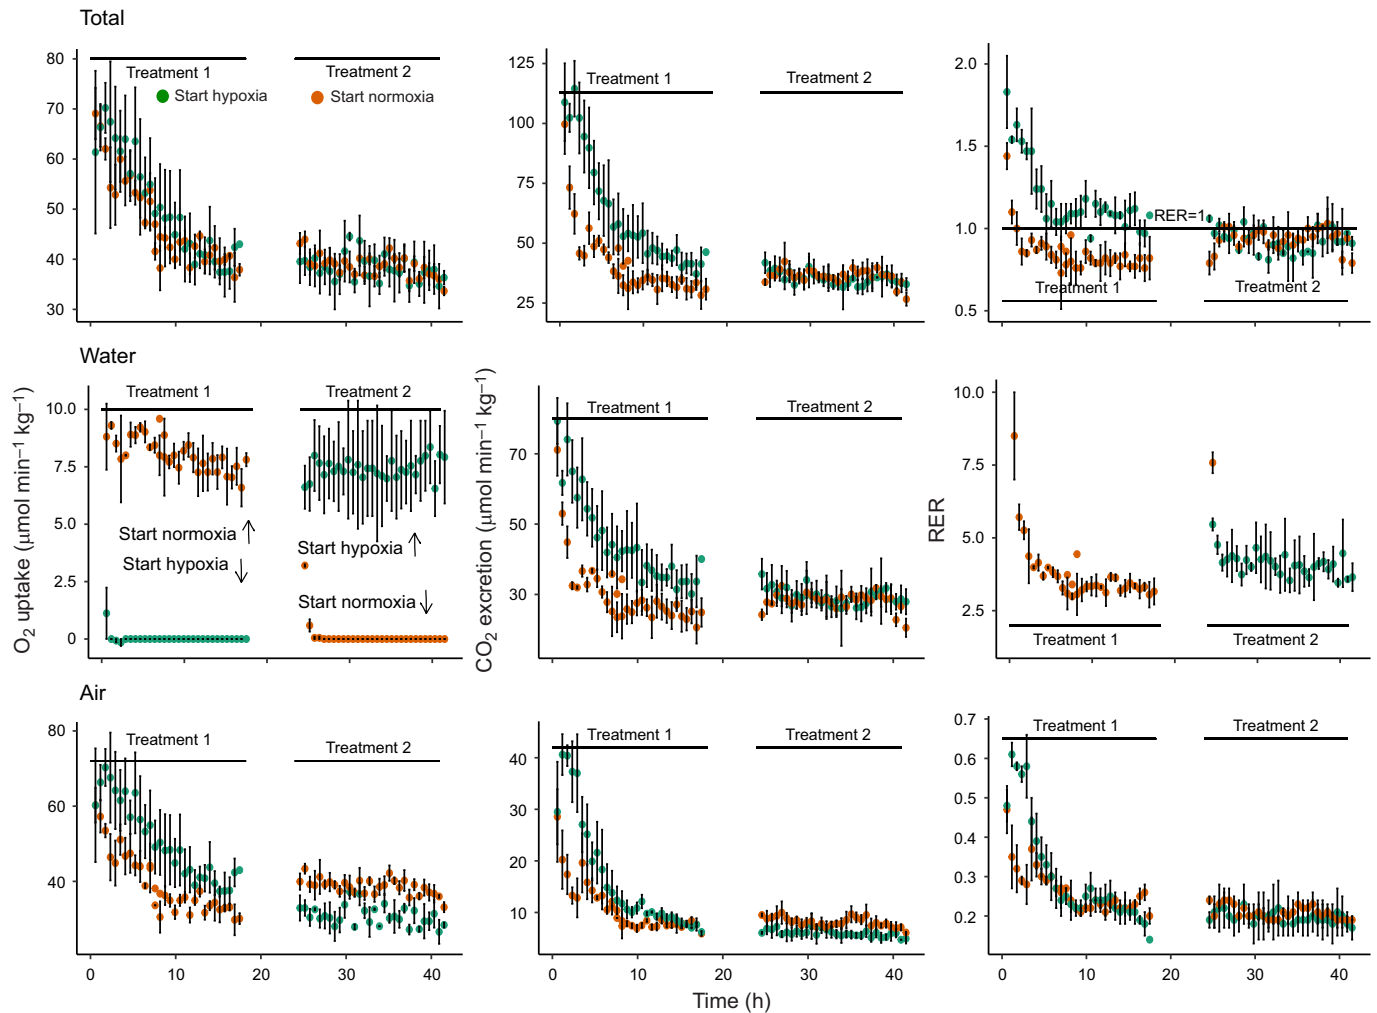 Total
80
70
60
50
40
30
Treatment 1
Treatment 2
Start hypoxia
Start normoxia
125
100
75
50
25
Treatment 1
Treatment 2
2.0
1.5
1.0
0.5
RER=1
Treatment 1
Treatment 2
Water
O₂ uptake (μmol min⁻¹ kg⁻¹)
10.0
7.5
5.0
2.5
0
Treatment 1
Treatment 2
Start normoxia
Start hypoxia
Start hypoxia
Start normoxia
CO₂ excretion (μmol min⁻¹ kg⁻¹)
70
50
30
Treatment 1
Treatment 2
RER
10.0
7.5
5.0
2.5
Treatment 1
Treatment 2
Air
80
60
40
Treatment 1
Treatment 2
0 10 20 30 40
40
30
20
10
Treatment 1
Treatment 2
0 10 20 30 40
0.7
0.6
0.5
0.4
0.3
0.2
Treatment 1
Treatment 2
0 10 20 30 40
Time (h)